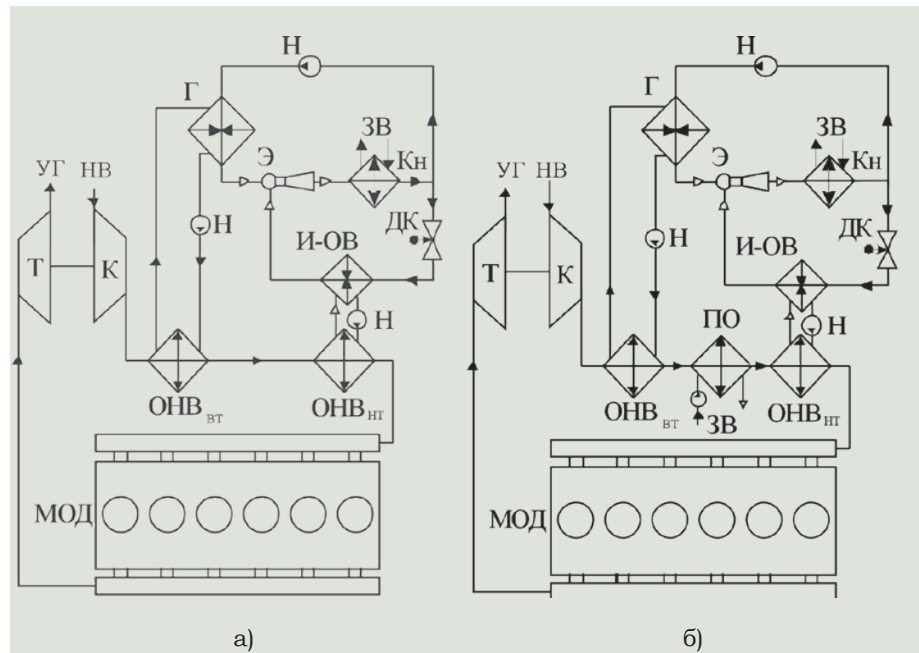 Н
Г
ЗВ
Э
Кн
УГ НВ
Н
ДК
И-ОВ
Т
К
Н
ОНВвт
ОНВнт
МОД
а)
Н
Г
ЗВ
Э
Кн
УГ НВ
Н
ДК
И-ОВ
Т
К
ПО
Н
ОНВвт
ЗВ
ОНВнт
МОД
б)